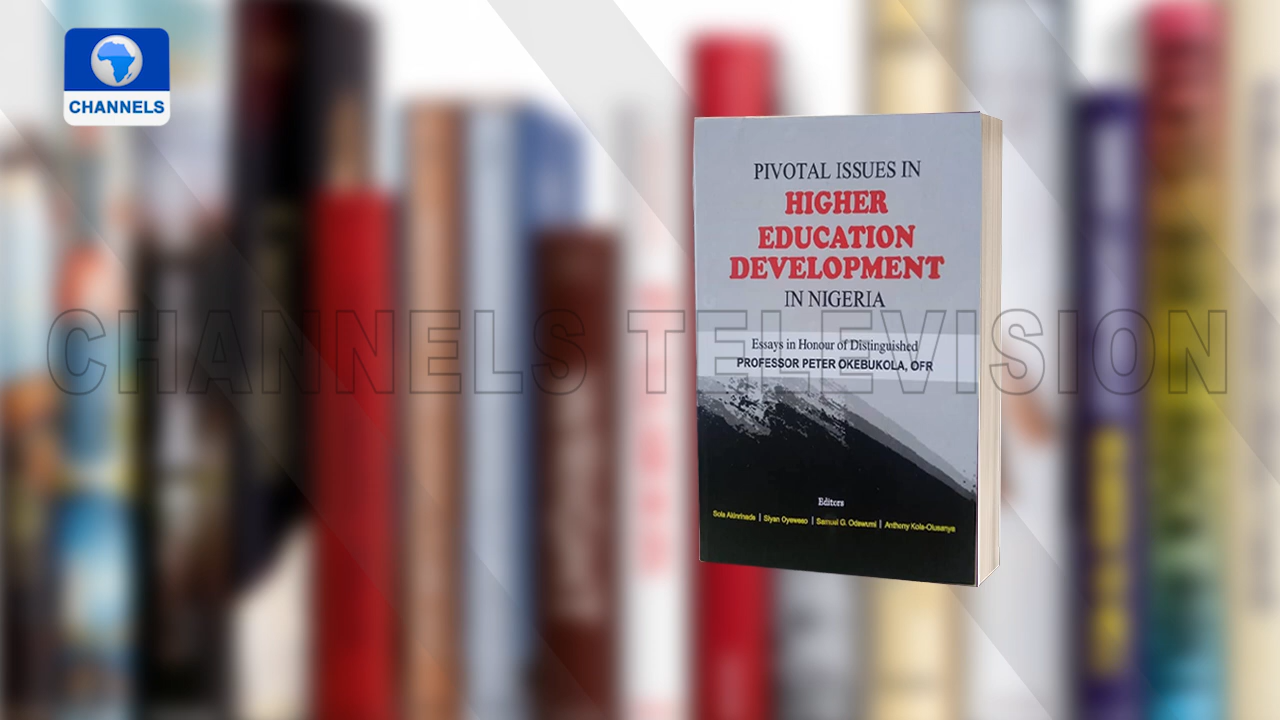 CHANNELS
PIVOTAL ISSUES IN
HIGHER
EDUCATION
DEVELOPMENT
IN NIGERIA
CHANNELS TELEVISION
Essays in Honour of Distinguished
PROFESSOR PETER OKEBUKOLA, OFR
Editors
Sola Akinrinade | Siyan Oyeweso | Samuel G. Odewumi | Anthony Kola-Olusanya